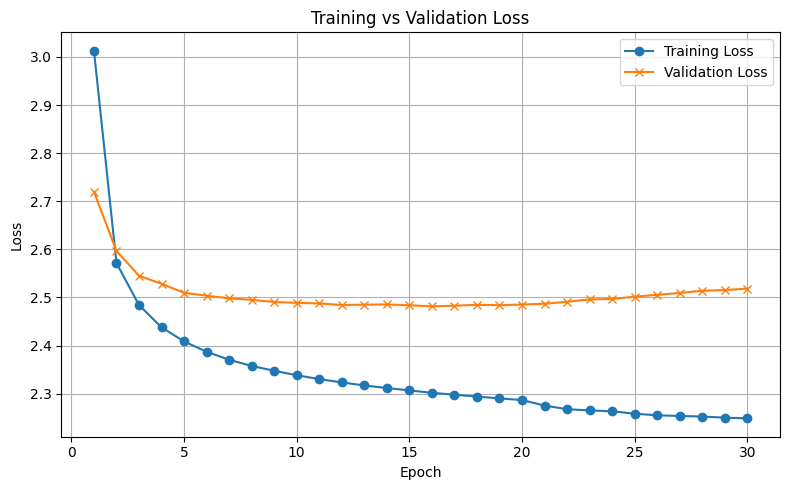 Training vs Validation Loss
Training Loss
Validation Loss
3.0
2.9
2.8
2.7
2.6
2.5
2.4
2.3
Loss
0 5 10 15 20 25 30
Epoch